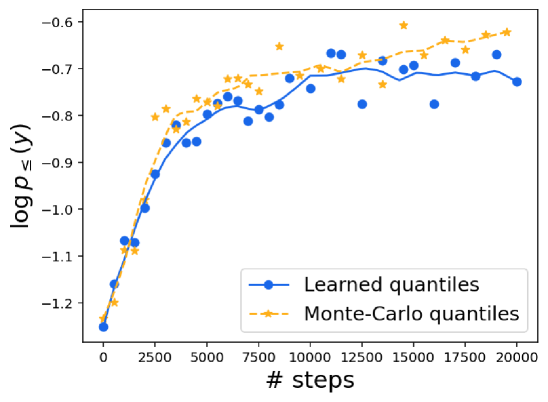 −0.6
−0.7
−0.8
−0.9
−1.0
−1.1
−1.2
log p≤(y)
Learned quantiles
Monte-Carlo quantiles
0 2500 5000 7500 10000 12500 15000 17500 20000
# steps